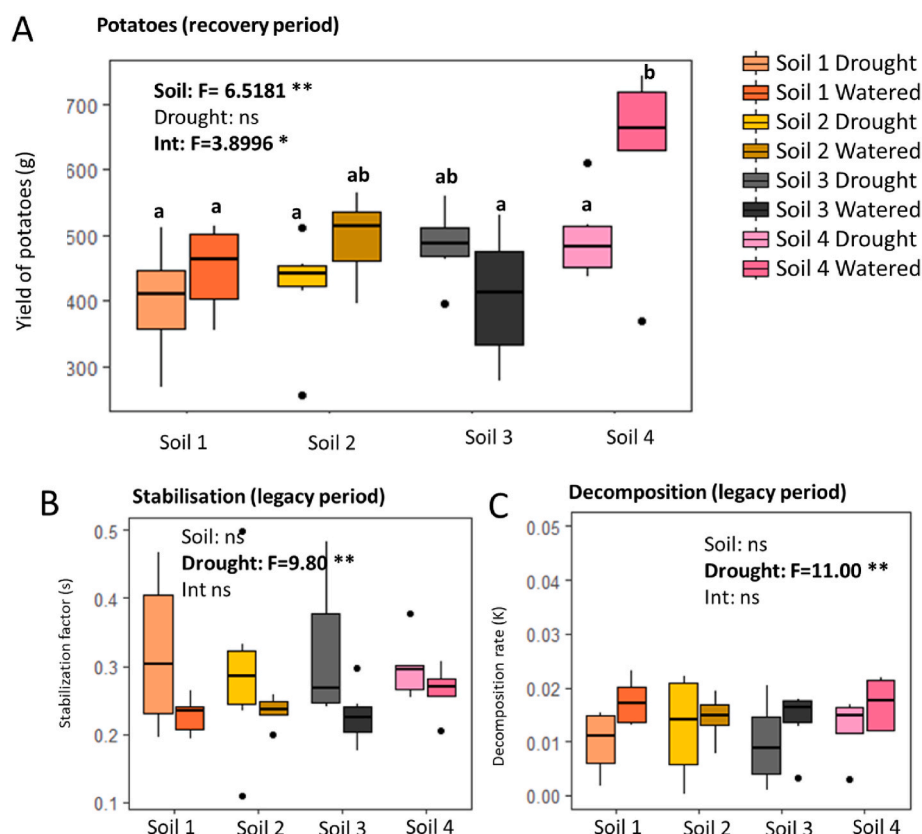 A
Potatoes (recovery period)
Soil: F= 6.5181 **
Drought: ns
Int: F=3.8996 *
Yield of potatoes (g)
700
600
500
400
300
a
a
a
ab
ab
a
a
b
Soil 1
Soil 2
Soil 3
Soil 4
Soil 1 Drought
Soil 1 Watered
Soil 2 Drought
Soil 2 Watered
Soil 3 Drought
Soil 3 Watered
Soil 4 Drought
Soil 4 Watered
B
Stabilisation (legacy period)
Soil: ns
Drought: F=9.80 **
Int ns
Stabilization factor (s)
0.5
0.4
0.3
0.2
0.1
Soil 1
Soil 2
Soil 3
Soil 4
C
Decomposition (legacy period)
Soil: ns
Drought: F=11.00 **
Int: ns
Decomposition rate (K)
0.05
0.04
0.03
0.02
0.01
0.00
Soil 1
Soil 2
Soil 3
Soil 4